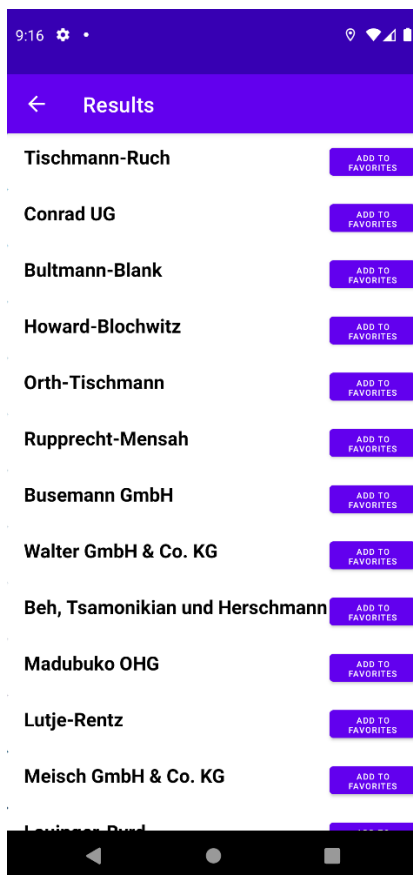 9:16
Results
Tischmann-Ruch
ADD TO
FAVORITES
Conrad UG
ADD TO
FAVORITES
Bultmann-Blank
ADD TO
FAVORITES
Howard-Blochwitz
ADD TO
FAVORITES
Orth-Tischmann
ADD TO
FAVORITES
Rupprecht-Mensah
ADD TO
FAVORITES
Busemann GmbH
ADD TO
FAVORITES
Walter GmbH & Co. KG
ADD TO
FAVORITES
Beh, Tsamonikian und Herschmann
ADD TO
FAVORITES
Madubuko OHG
ADD TO
FAVORITES
Lutje-Rentz
ADD TO
FAVORITES
Meisch GmbH & Co. KG
ADD TO
FAVORITES